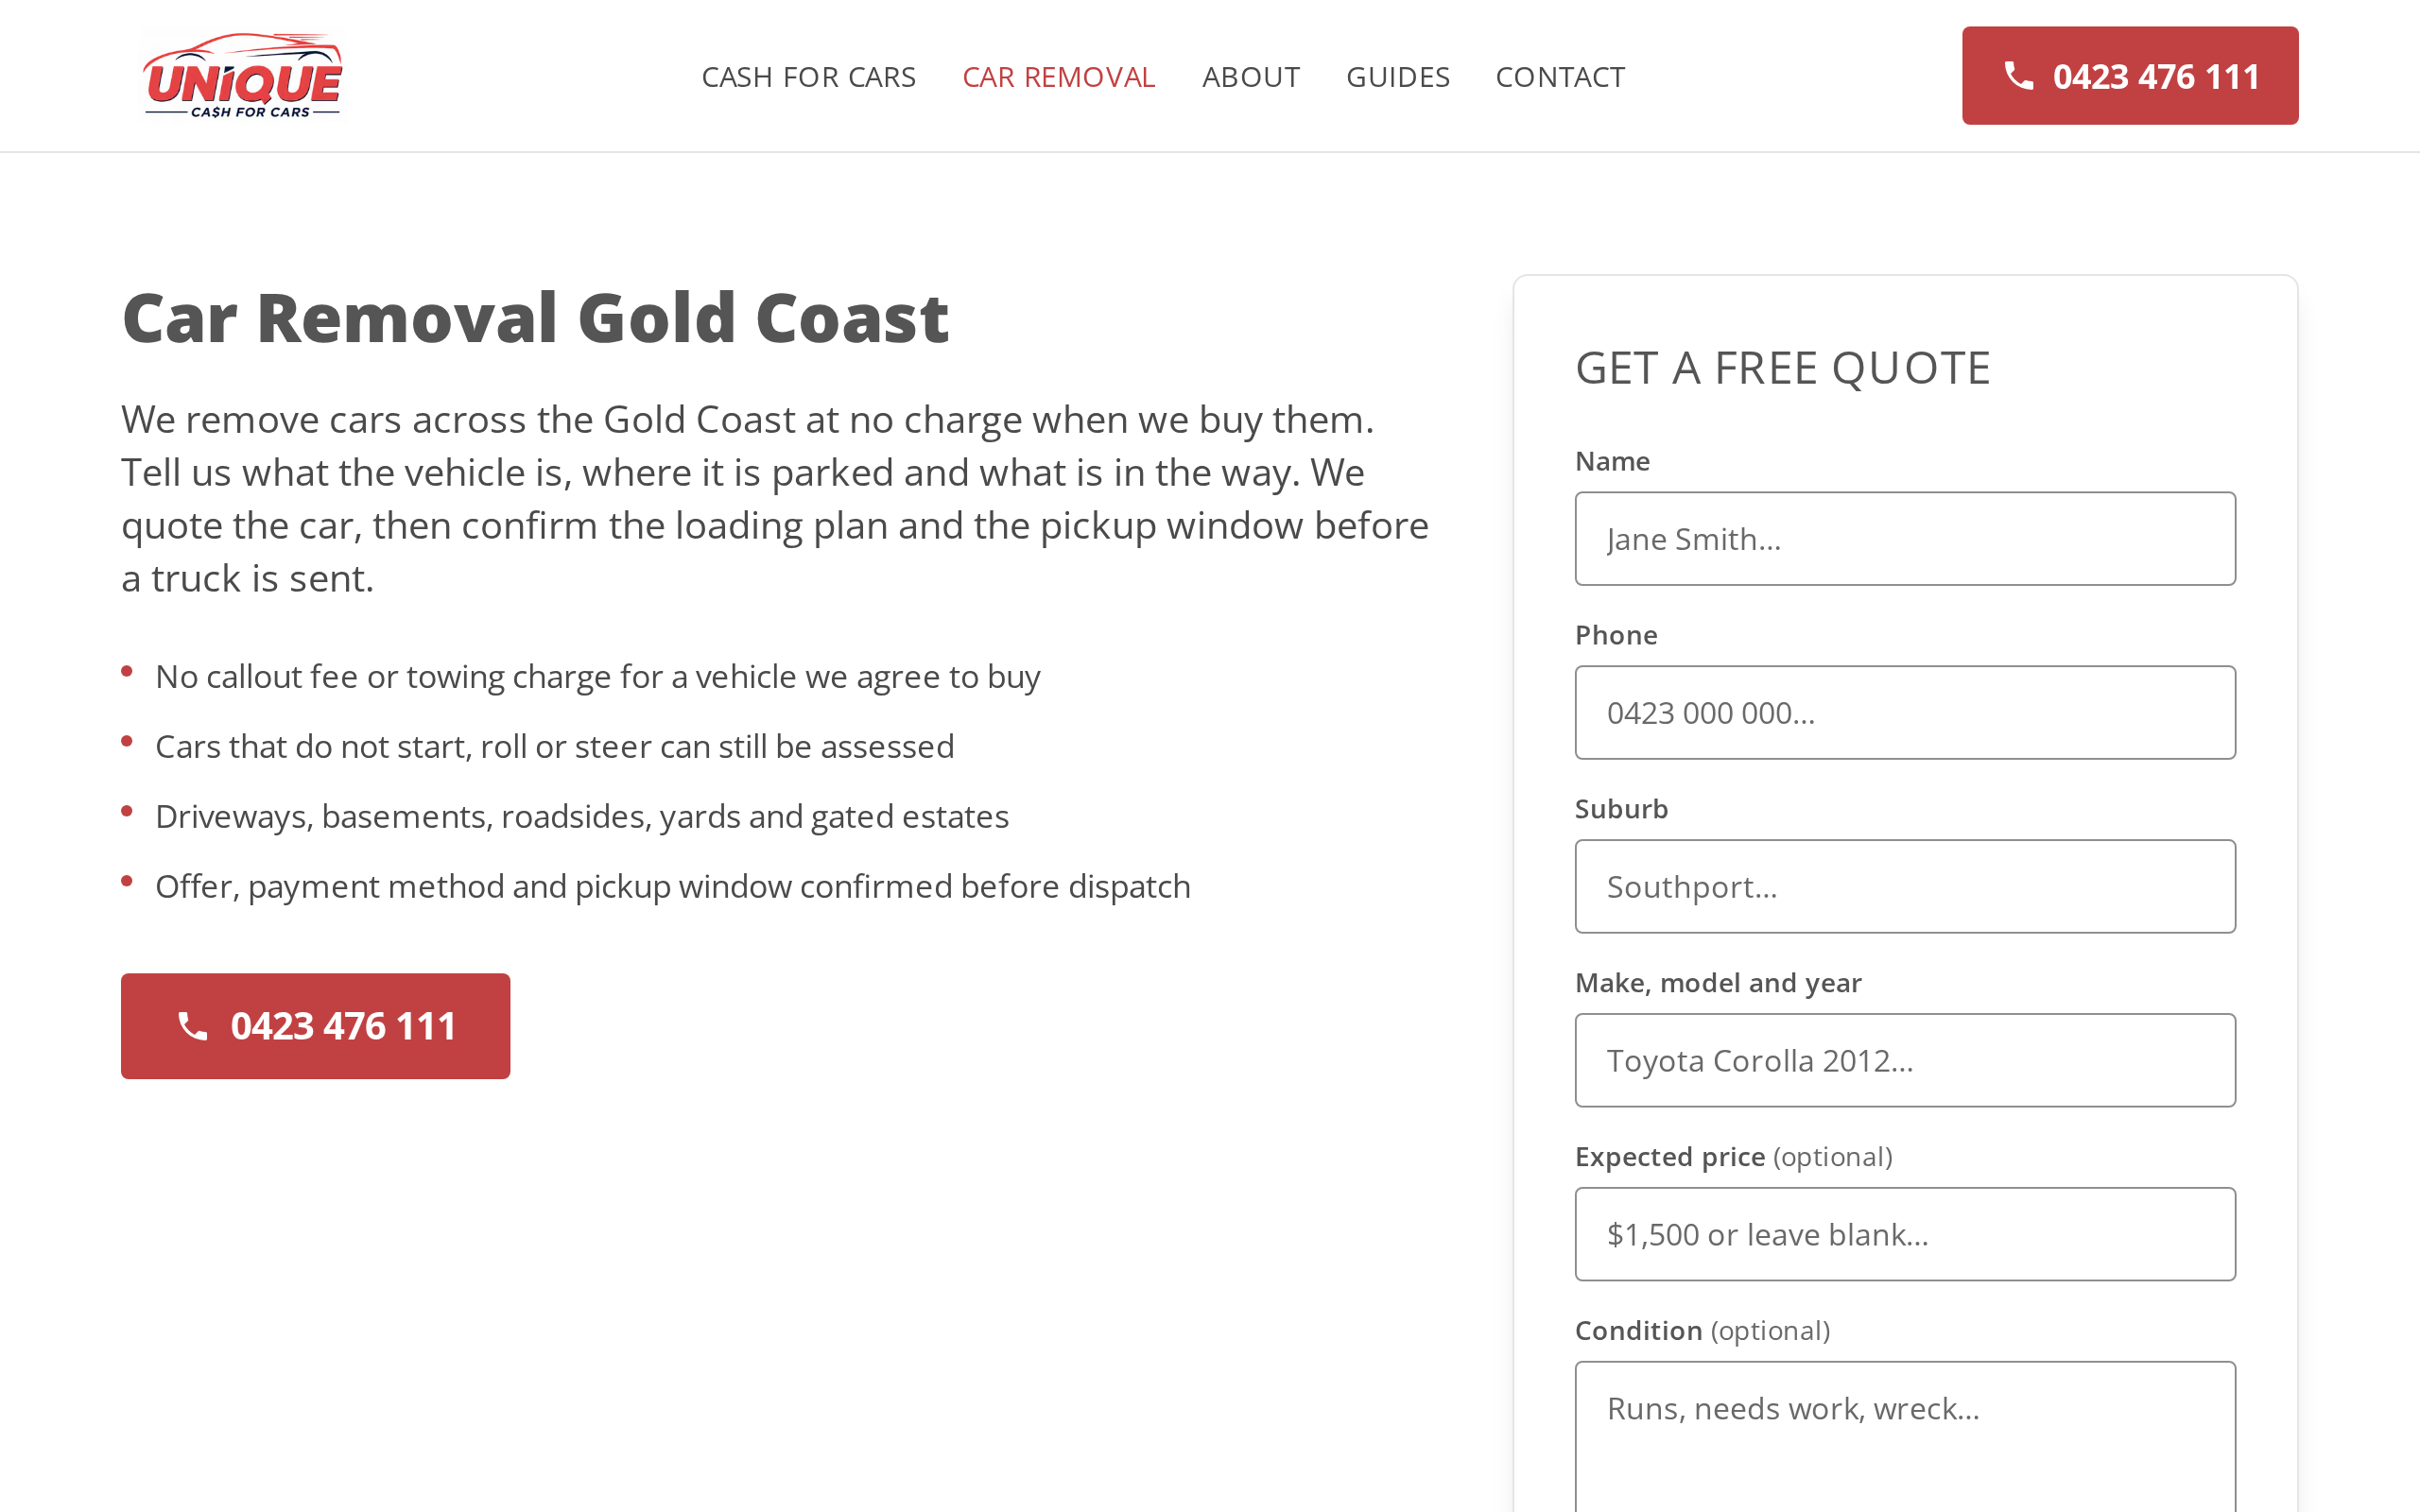 UNiQUE
CA$H FOR CARS
CASH FOR CARS
CAR REMOVAL
ABOUT
GUIDES
CONTACT
0423 476 111
Car Removal Gold Coast
We remove cars across the Gold Coast at no charge when we buy them.
Tell us what the vehicle is, where it is parked and what is in the way. We
quote the car, then confirm the loading plan and the pickup window before
a truck is sent.
No callout fee or towing charge for a vehicle we agree to buy
Cars that do not start, roll or steer can still be assessed
Driveways, basements, roadsides, yards and gated estates
Offer, payment method and pickup window confirmed before dispatch
0423 476 111
GET A FREE QUOTE
Name
Jane Smith...
Phone
0423 000 000...
Suburb
Southport...
Make, model and year
Toyota Corolla 2012...
Expected price (optional)
$1,500 or leave blank...
Condition (optional)
Runs, needs work, wreck...